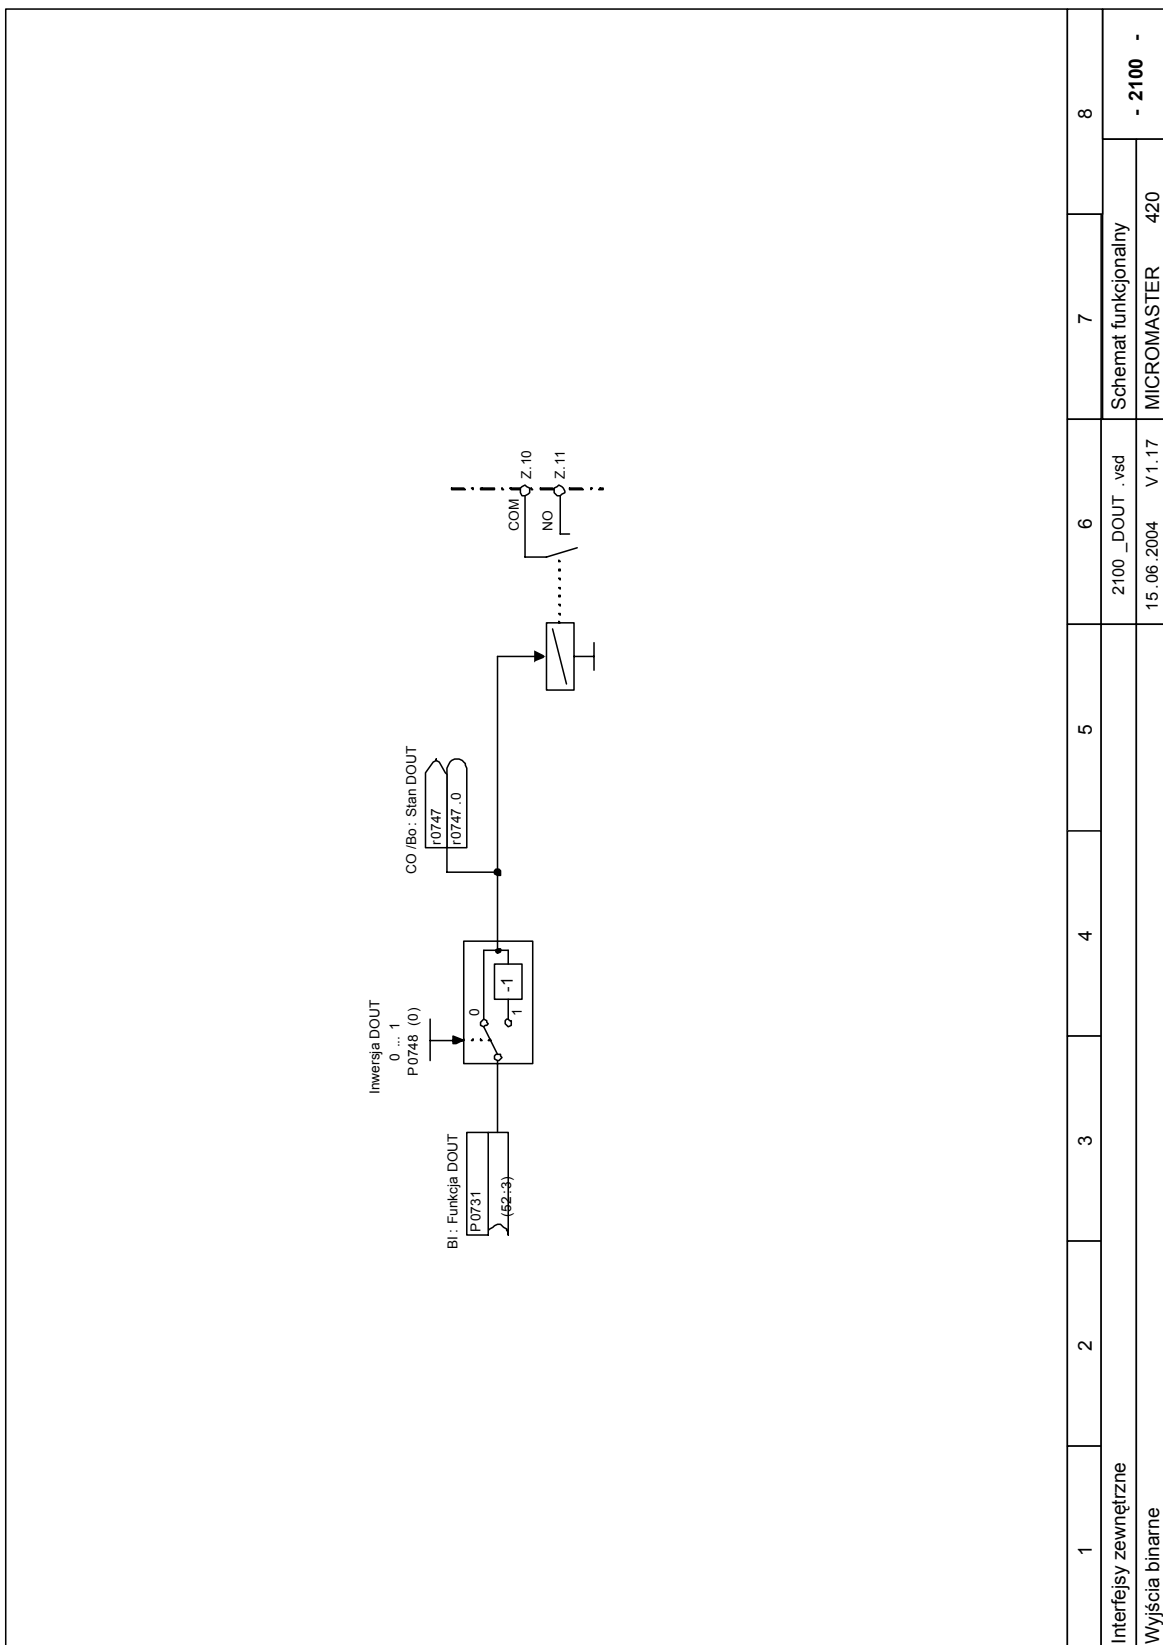 Inwersja DOUT
0 ... 1
P0748 (0)
BI : Funkcja DOUT
P0731
(52:3)
0
1
-1
CO /Bo : Stan DOUT
r0747
r0747 .0
COM
Z.10
NO
Z.11
1 2 3 4 5 6 7 8
Interfejsy zewnętrzne 2100 _DOUT .vsd Schemat funkcjonalny - 2100 -
Wyjścia binarne 15.06.2004 V1.17 MICROMASTER 420